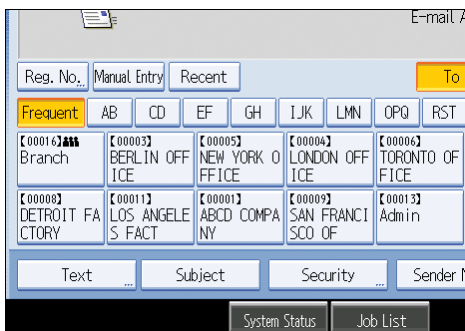 E-mail A
Reg. No. Manual Entry Recent To
Frequent AB CD EF GH IJK LMN OPQ RST
【00016】 【00003】 【00005】 【00004】 【00006】
Branch BERLIN OFF NEW YORK O LONDON OFF TORONTO OF
ICE FFICE ICE FICE
【00008】 【00011】 【00001】 【00009】 【00013】
DETROIT FA LOS ANGELE ABCD COMPA SAN FRANCI Admin
CTORY S FACT NY SCO OF
Text ... Subject Security ... Sender N
System Status Job List